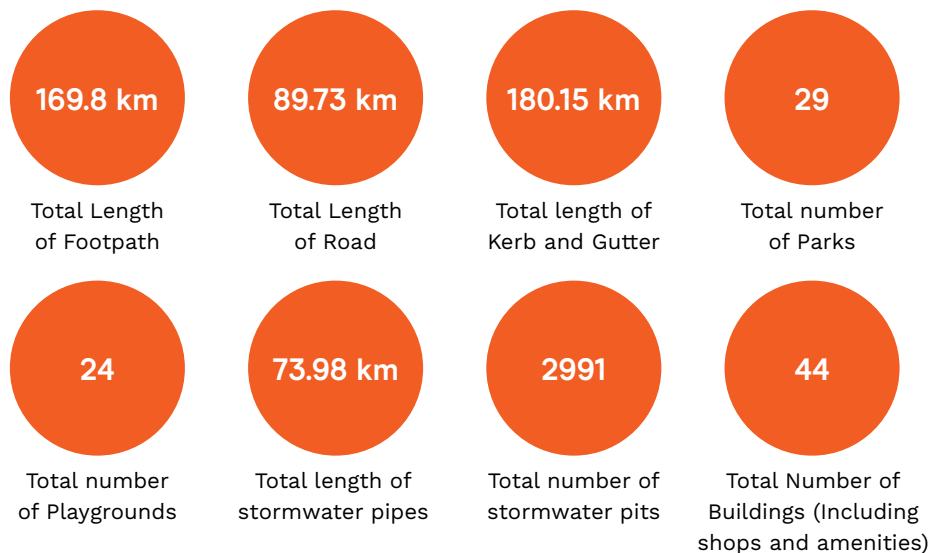 169.8 km
Total Length
of Footpath
89.73 km
Total Length
of Road
180.15 km
Total length of
Kerb and Gutter
29
Total number
of Parks
24
Total number
of Playgrounds
73.98 km
Total length of
stormwater pipes
2991
Total number of
stormwater pits
44
Total Number of
Buildings (Including
shops and amenities)